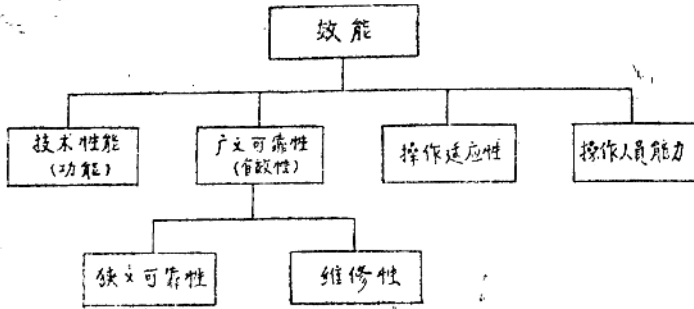 效能
技术性能
(功能)
广义可靠性
(有效性)
操作适应性
操作人员能力
狭义可靠性
维修性